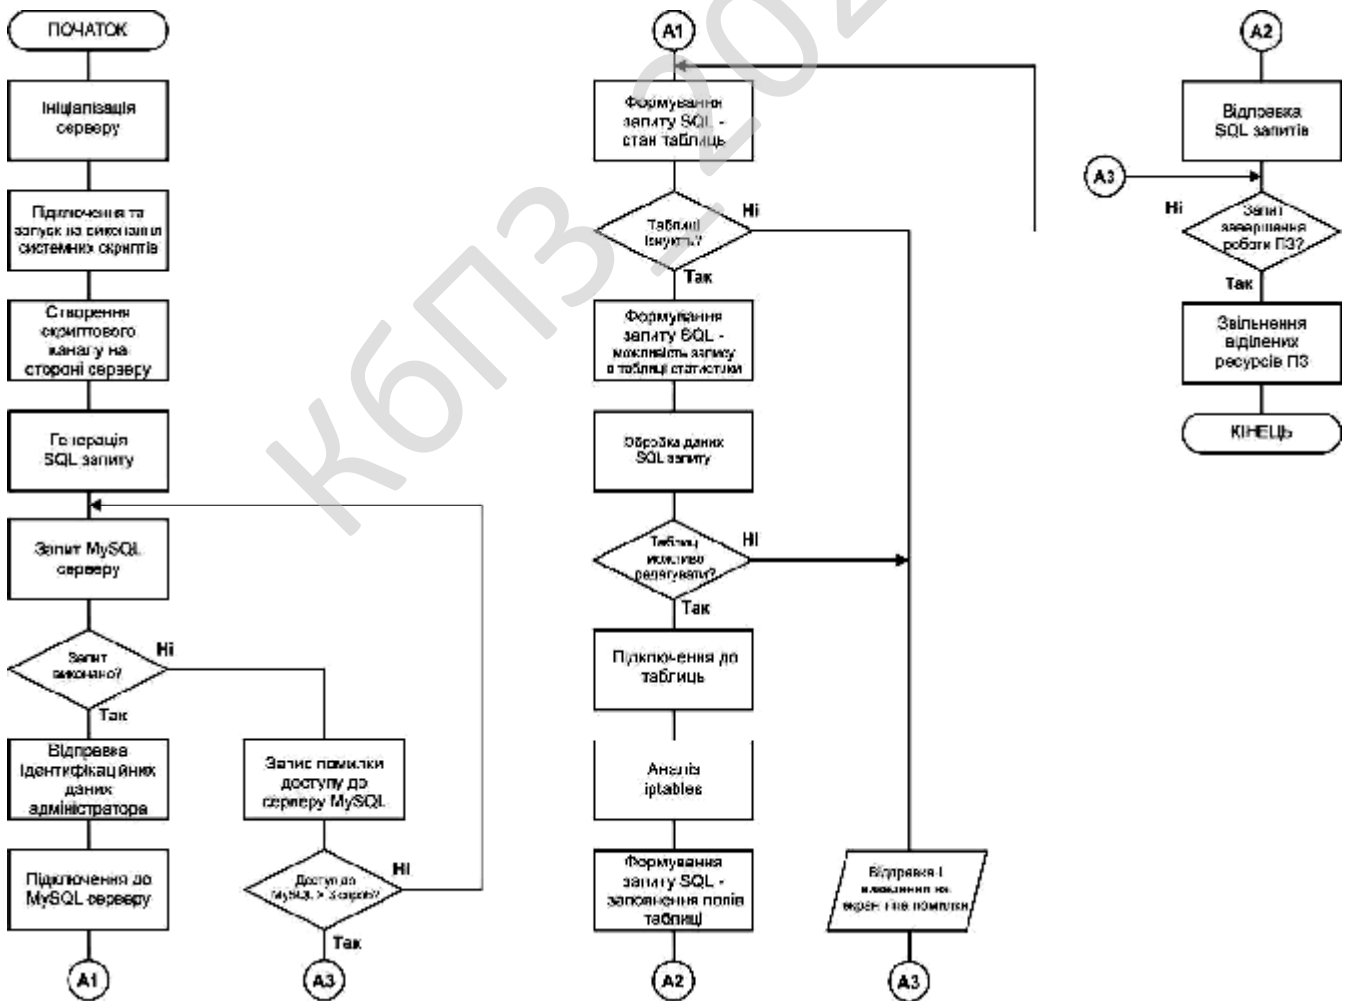 ПОЧАТОК
Ініціалізація
серверу
Підключення та
запуск на виконання
системних скриптів
Створення
скриптового
каналу на
стороні серверу
Генерація
SQL запиту
Запит MySQL
серверу
Запит
виконано?
Ні
Так
Відправка
ідентифікаційних
даних
адміністратора
Підключення до
MySQL серверу
A1
Запис помилки
доступу до
серверу MySQL
Доступ до
MySQL > 3 спроб?
Ні
Так
A3
A1
Формування
запиту SQL -
стан таблиць
Таблиці
існують?
Ні
Так
Формування
запиту SQL -
можливість запису
в таблиці статистики
Обробка даних
SQL запиту
Таблиці
можливо
редагувати?
Ні
Так
Підключення до
таблиць
Аналіз
iptables
Формування
запиту SQL -
заповнення полів
таблиці
A2
Відправка і
виведення на
екран помилки
A3
A2
Відправка
SQL запитів
A3
Запит
завершення
роботи ПЗ?
Ні
Так
Звільнення
віділених
ресурсів ПЗ
КІНЕЦЬ
КбПЗ_202